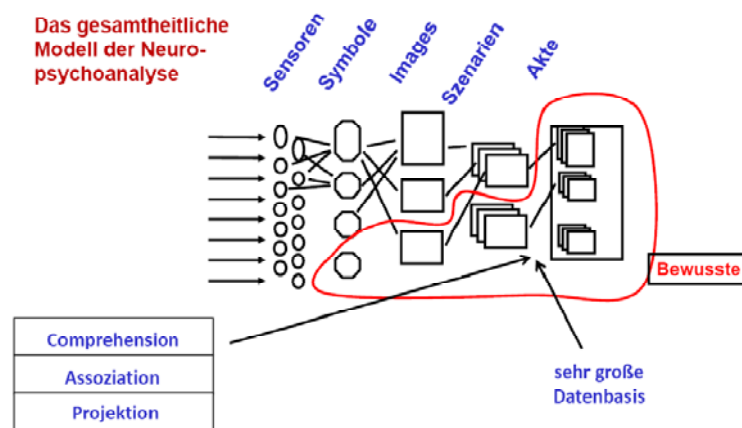 Das gesamtheitliche
Modell der Neuro-
psychoanalyse
Sensoren
Symbole
Images
Szenarien
Akte
Bewusste
Comprehension
Assoziation
Projektion
sehr große
Datenbasis